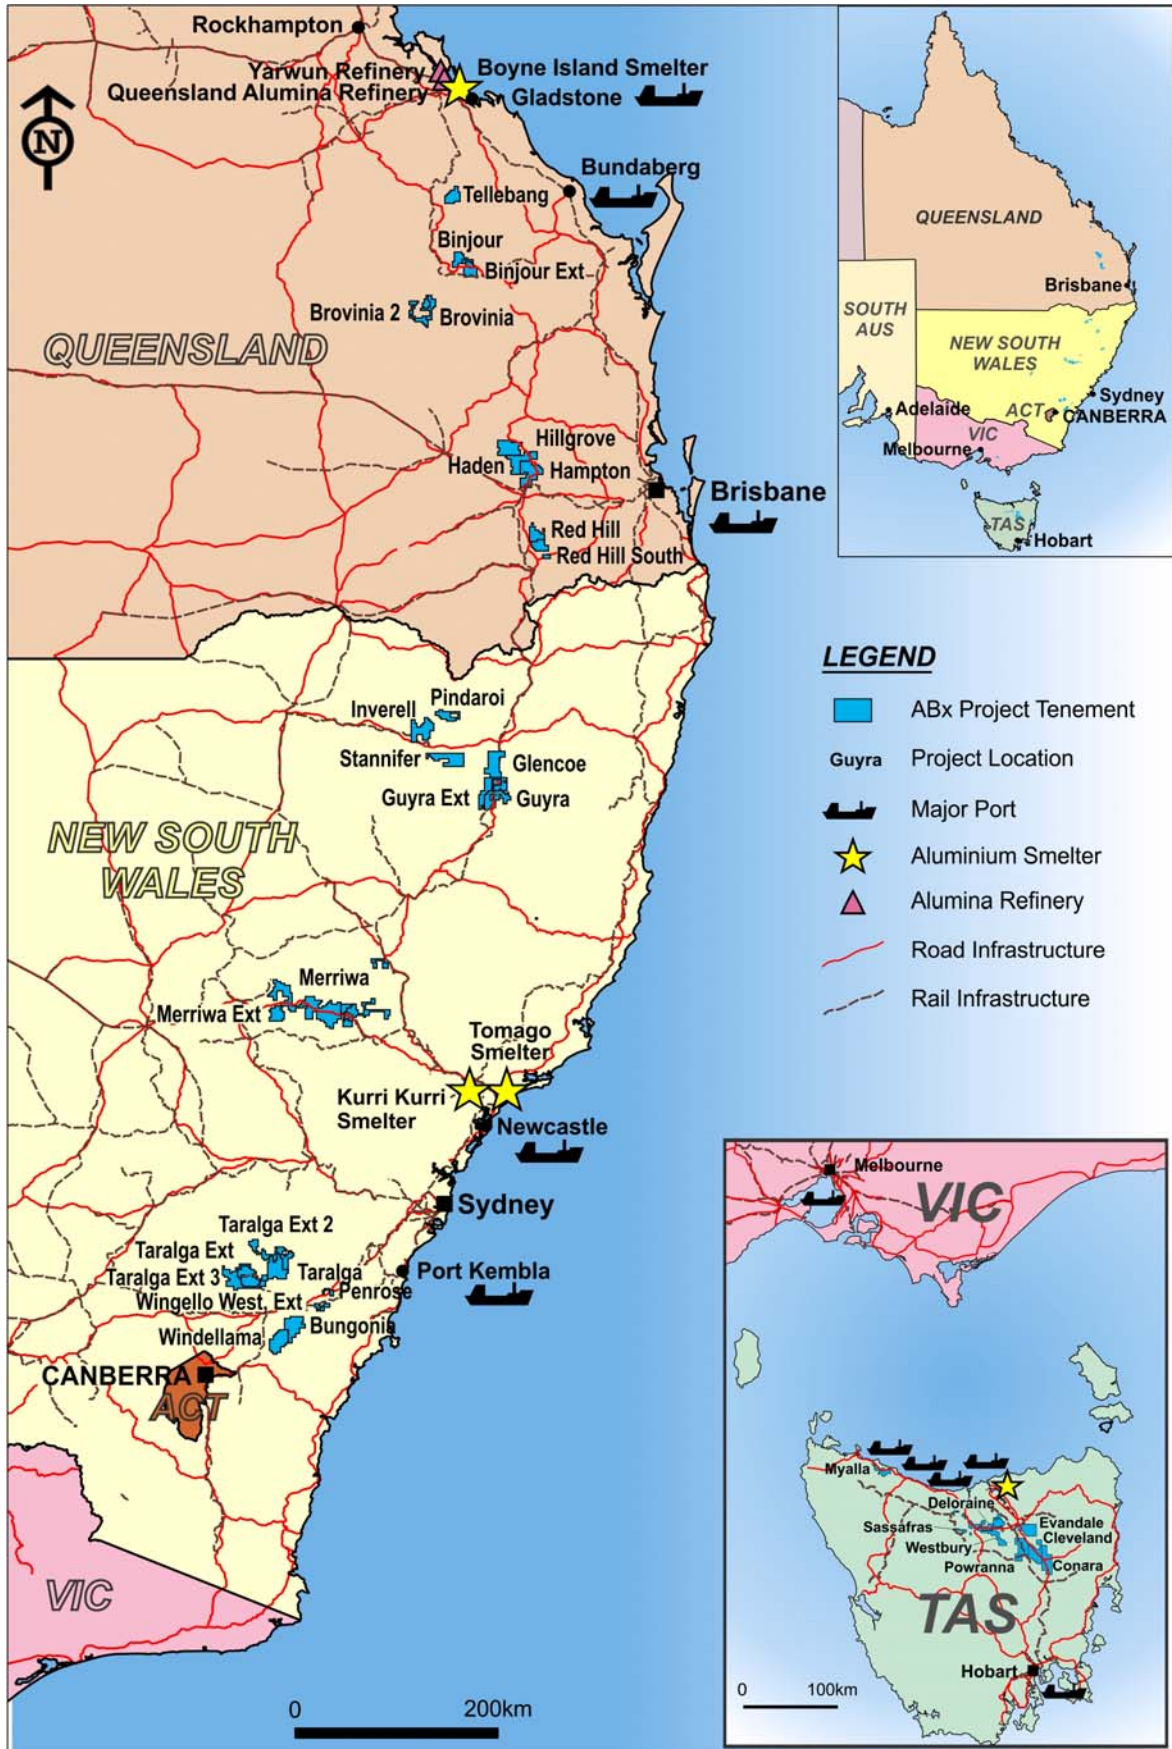 Rockhampton
Yarwun Refinery
Boyne Island Smelter
Queensland Alumina Refinery
Gladstone
N
Bundaberg
Tellebang
Binjour
Binjour Ext
Brovinia 2
Brovinia
QUEENSLAND
Hillgrove
Haden
Hampton
Brisbane
Red Hill
Red Hill South
Pindaroi
Inverell
Stannifer
Glencoe
Guyra Ext
Guyra
NEW SOUTH
WALES
Merriwa
Merriwa Ext
Tomago
Smelter
Kurri Kurri
Smelter
Newcastle
Sydney
Taralga Ext 2
Taralga Ext
Taralga Ext 3
Taralga
Penrose
Wingello West, Ext
Port Kembla
Bungonia
Windellama
CANBERRA
ACT
VIC
0
200km
QUEENSLAND
Brisbane
SOUTH
AUS
NEW SOUTH
WALES
Sydney
ACT
CANBERRA
Adelaide
VIC
Melbourne
TAS
Hobart
LEGEND
ABx Project Tenement
Guyra
Project Location
Major Port
Aluminium Smelter
Alumina Refinery
Road Infrastructure
Rail Infrastructure
Melbourne
VIC
Myalla
Deloraine
Sassafras
Evandale
Cleveland
Westbury
Powranna
Conara
TAS
Hobart
0
100km